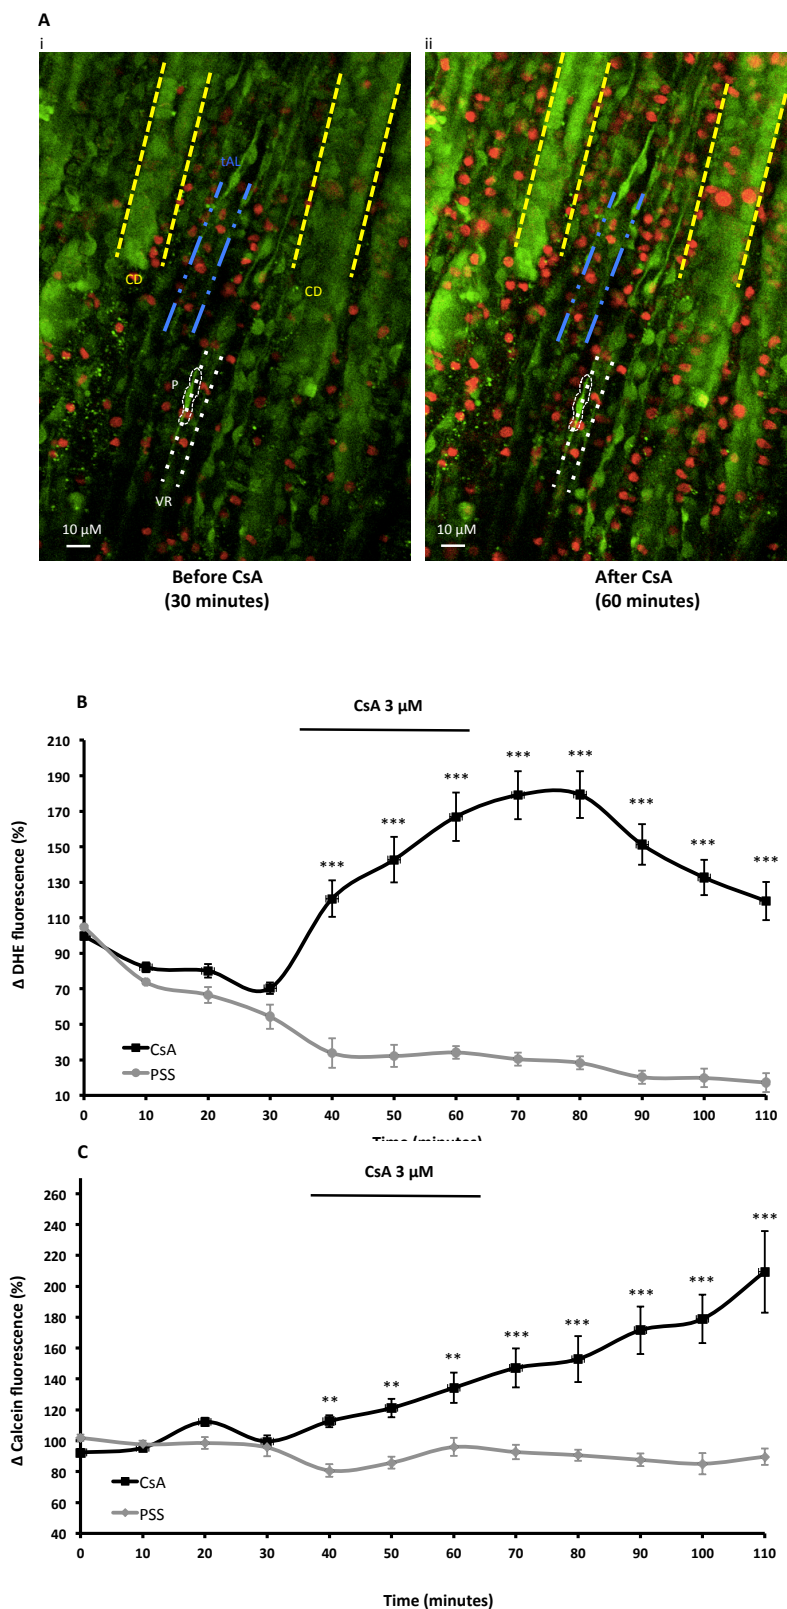 A
i
ii
tAL
CD
CD
P
VR
10 µM
10 µM
Before CsA
(30 minutes)
After CsA
(60 minutes)
B
CsA 3 µM
Δ DHE fluorescence (%)
210
190
170
150
130
110
90
70
50
30
10
***
***
***
***
***
***
***
***
CsA
PSS
0 10 20 30 40 50 60 70 80 90 100 110
Time (minutes)
C
CsA 3 µM
Δ Calcein fluorescence (%)
260
240
220
200
180
160
140
120
100
80
60
40
**
**
**
***
***
***
***
***
CsA
PSS
0 10 20 30 40 50 60 70 80 90 100 110
Time (minutes)